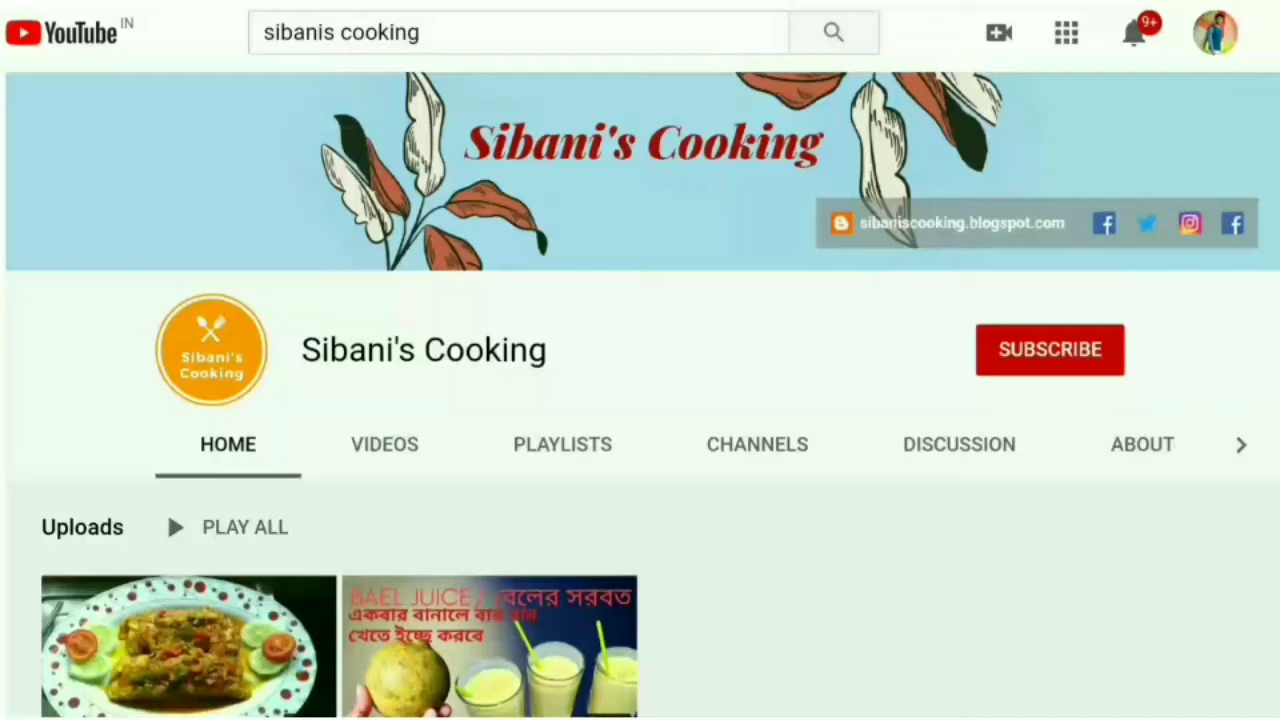 YouTube IN
sibanis cooking
9+
Sibani's Cooking
sibaniscooking.blogspot.com
Sibani's
Cooking
Sibani's Cooking
SUBSCRIBE
HOME VIDEOS PLAYLISTS CHANNELS DISCUSSION ABOUT
Uploads PLAY ALL
BAEL JUICE / বেলের সরবত
একবার বানালে বার বার
খেতে ইচ্ছে করবে